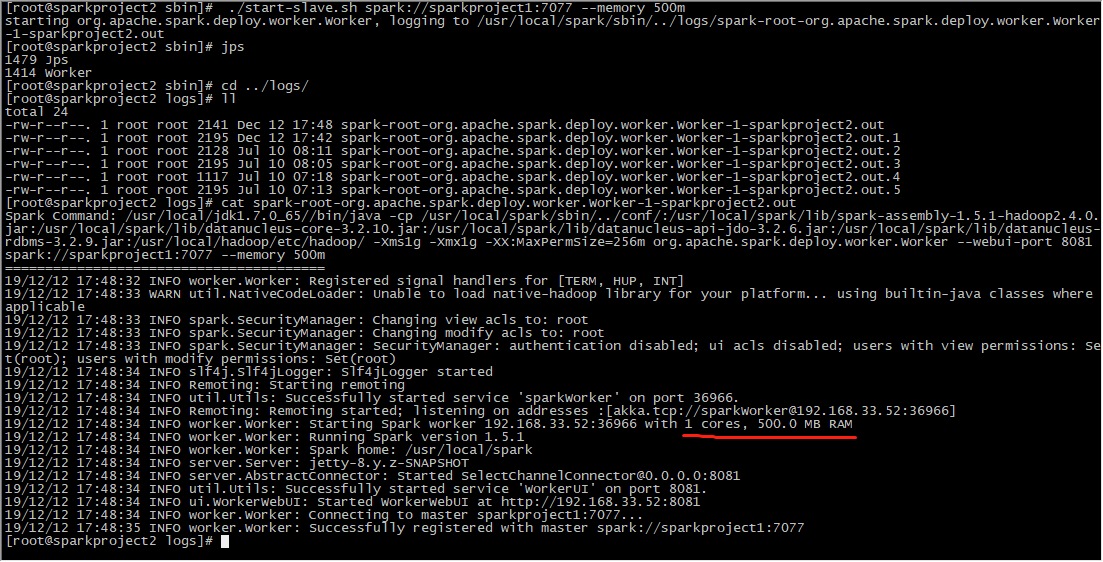 [root@sparkproject2 sbin]#  ./start-slave.sh spark://sparkproject1:7077 --memory 500m
starting org.apache.spark.deploy.worker.Worker, logging to /usr/local/spark/sbin/../logs/spark-root-org.apache.spark.deploy.worker.Worker
-1-sparkproject2.out
[root@sparkproject2 sbin]# jps
1479 Jps
1414 Worker
[root@sparkproject2 sbin]# cd ../logs/
[root@sparkproject2 logs]# ll
total 24
-rw-r--r--. 1 root root 2141 Dec 12 17:48 spark-root-org.apache.spark.deploy.worker.Worker-1-sparkproject2.out
-rw-r--r--. 1 root root 2195 Dec 12 17:42 spark-root-org.apache.spark.deploy.worker.Worker-1-sparkproject2.out.1
-rw-r--r--. 1 root root 2128 Jul 10 08:11 spark-root-org.apache.spark.deploy.worker.Worker-1-sparkproject2.out.2
-rw-r--r--. 1 root root 2195 Jul 10 08:05 spark-root-org.apache.spark.deploy.worker.Worker-1-sparkproject2.out.3
-rw-r--r--. 1 root root 1117 Jul 10 07:18 spark-root-org.apache.spark.deploy.worker.Worker-1-sparkproject2.out.4
-rw-r--r--. 1 root root 2195 Jul 10 07:13 spark-root-org.apache.spark.deploy.worker.Worker-1-sparkproject2.out.5
[root@sparkproject2 logs]# cat spark-root-org.apache.spark.deploy.worker.Worker-1-sparkproject2.out
Spark Command: /usr/local/jdk1.7.0_65//bin/java -cp /usr/local/spark/sbin/../conf/:/usr/local/spark/lib/spark-assembly-1.5.1-hadoop2.4.0.
jar:/usr/local/spark/lib/datanucleus-core-3.2.10.jar:/usr/local/spark/lib/datanucleus-api-jdo-3.2.6.jar:/usr/local/spark/lib/datanucleus-
rdbms-3.2.9.jar:/usr/local/hadoop/etc/hadoop/ -Xms1g -Xmx1g -XX:MaxPermSize=256m org.apache.spark.deploy.worker.Worker --webui-port 8081
spark://sparkproject1:7077 --memory 500m
========================================
19/12/12 17:48:32 INFO worker.Worker: Registered signal handlers for [TERM, HUP, INT]
19/12/12 17:48:33 WARN util.NativeCodeLoader: Unable to load native-hadoop library for your platform... using builtin-java classes where
applicable
19/12/12 17:48:33 INFO spark.SecurityManager: Changing view acls to: root
19/12/12 17:48:33 INFO spark.SecurityManager: Changing modify acls to: root
19/12/12 17:48:33 INFO spark.SecurityManager: SecurityManager: authentication disabled; ui acls disabled; users with view permissions: Se
t(root); users with modify permissions: Set(root)
19/12/12 17:48:34 INFO slf4j.Slf4jLogger: Slf4jLogger started
19/12/12 17:48:34 INFO Remoting: Starting remoting
19/12/12 17:48:34 INFO util.Utils: Successfully started service 'sparkWorker' on port 36966.
19/12/12 17:48:34 INFO Remoting: Remoting started; listening on addresses :[akka.tcp://sparkWorker@192.168.33.52:36966]
19/12/12 17:48:34 INFO worker.Worker: Starting Spark worker 192.168.33.52:36966 with 1 cores, 500.0 MB RAM
19/12/12 17:48:34 INFO worker.Worker: Running Spark version 1.5.1
19/12/12 17:48:34 INFO worker.Worker: Spark home: /usr/local/spark
19/12/12 17:48:34 INFO server.Server: jetty-8.y.z-SNAPSHOT
19/12/12 17:48:34 INFO server.AbstractConnector: Started SelectChannelConnector@0.0.0.0:8081
19/12/12 17:48:34 INFO util.Utils: Successfully started service 'WorkerUI' on port 8081.
19/12/12 17:48:34 INFO ui.WorkerWebUI: Started WorkerWebUI at http://192.168.33.52:8081
19/12/12 17:48:34 INFO worker.Worker: Connecting to master sparkproject1:7077...
19/12/12 17:48:35 INFO worker.Worker: Successfully registered with master spark://sparkproject1:7077
[root@sparkproject2 logs]#